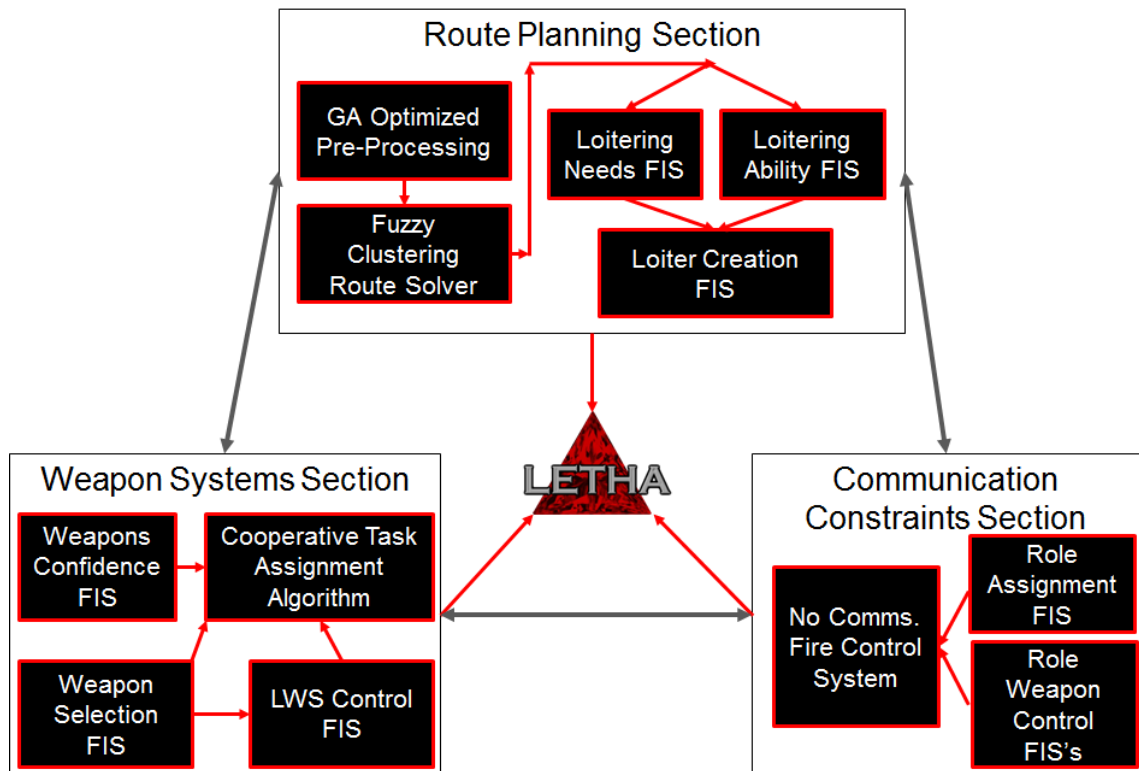 Route Planning Section
GA Optimized
Pre-Processing
Fuzzy
Clustering
Route Solver
Loitering
Needs FIS
Loitering
Ability FIS
Loiter Creation
FIS
LETHA
Weapon Systems Section
Weapons
Confidence
FIS
Cooperative Task
Assignment
Algorithm
Weapon
Selection
FIS
LWS Control
FIS
Communication
Constraints Section
No Comms.
Fire Control
System
Role
Assignment
FIS
Role
Weapon
Control
FIS's